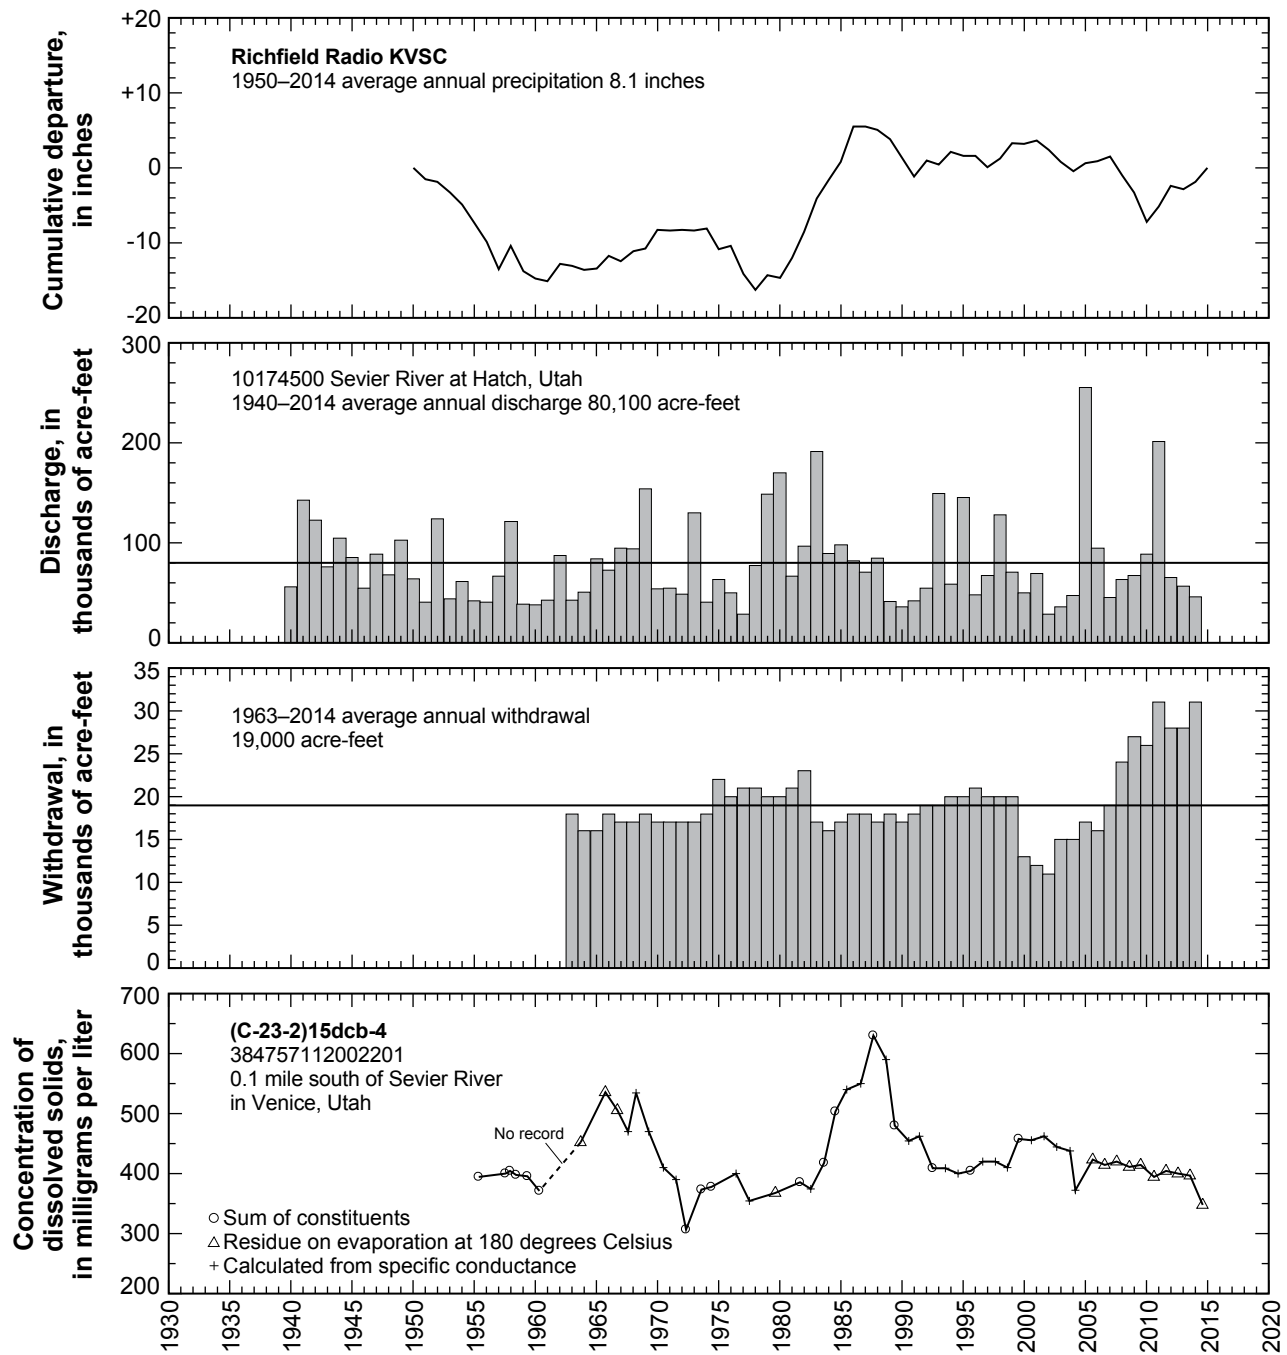 Cumulative departure,
in inches
+20
+10
0
-10
-20
Richfield Radio KVSC
1950–2014 average annual precipitation 8.1 inches
Discharge, in
thousands of acre-feet
300
200
100
0
10174500 Sevier River at Hatch, Utah
1940–2014 average annual discharge 80,100 acre-feet
Withdrawal, in
thousands of acre-feet
35
30
25
20
15
10
5
0
1963–2014 average annual withdrawal
19,000 acre-feet
Concentration of
dissolved solids,
in milligrams per liter
700
600
500
400
300
200
(C-23-2)15dcb-4
384757112002201
0.1 mile south of Sevier River
in Venice, Utah
No record
Sum of constituents
Residue on evaporation at 180 degrees Celsius
Calculated from specific conductance
1930
1935
1940
1945
1950
1955
1960
1965
1970
1975
1980
1985
1990
1995
2000
2005
2010
2015
2020